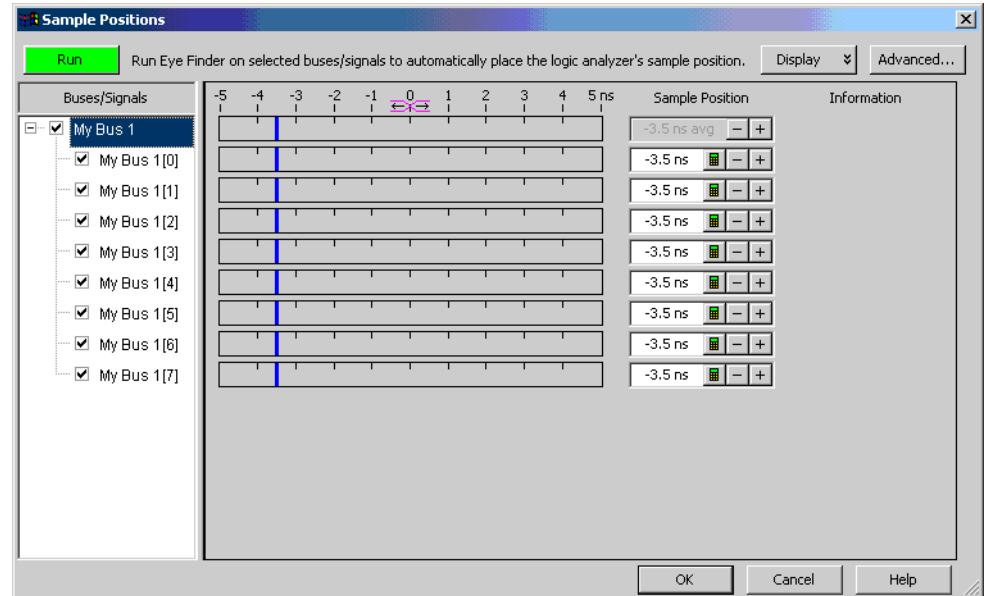 Sample Positions
Run
Run Eye Finder on selected buses/signals to automatically place the logic analyzer's sample position.
Display
Advanced...
Buses/Signals
-5 -4 -3 -2 -1 0 1 2 3 4 5 ns
Sample Position
Information
My Bus 1
-3.5 ns avg - +
My Bus 1[0]
-3.5 ns - +
My Bus 1[1]
-3.5 ns - +
My Bus 1[2]
-3.5 ns - +
My Bus 1[3]
-3.5 ns - +
My Bus 1[4]
-3.5 ns - +
My Bus 1[5]
-3.5 ns - +
My Bus 1[6]
-3.5 ns - +
My Bus 1[7]
-3.5 ns - +
OK
Cancel
Help